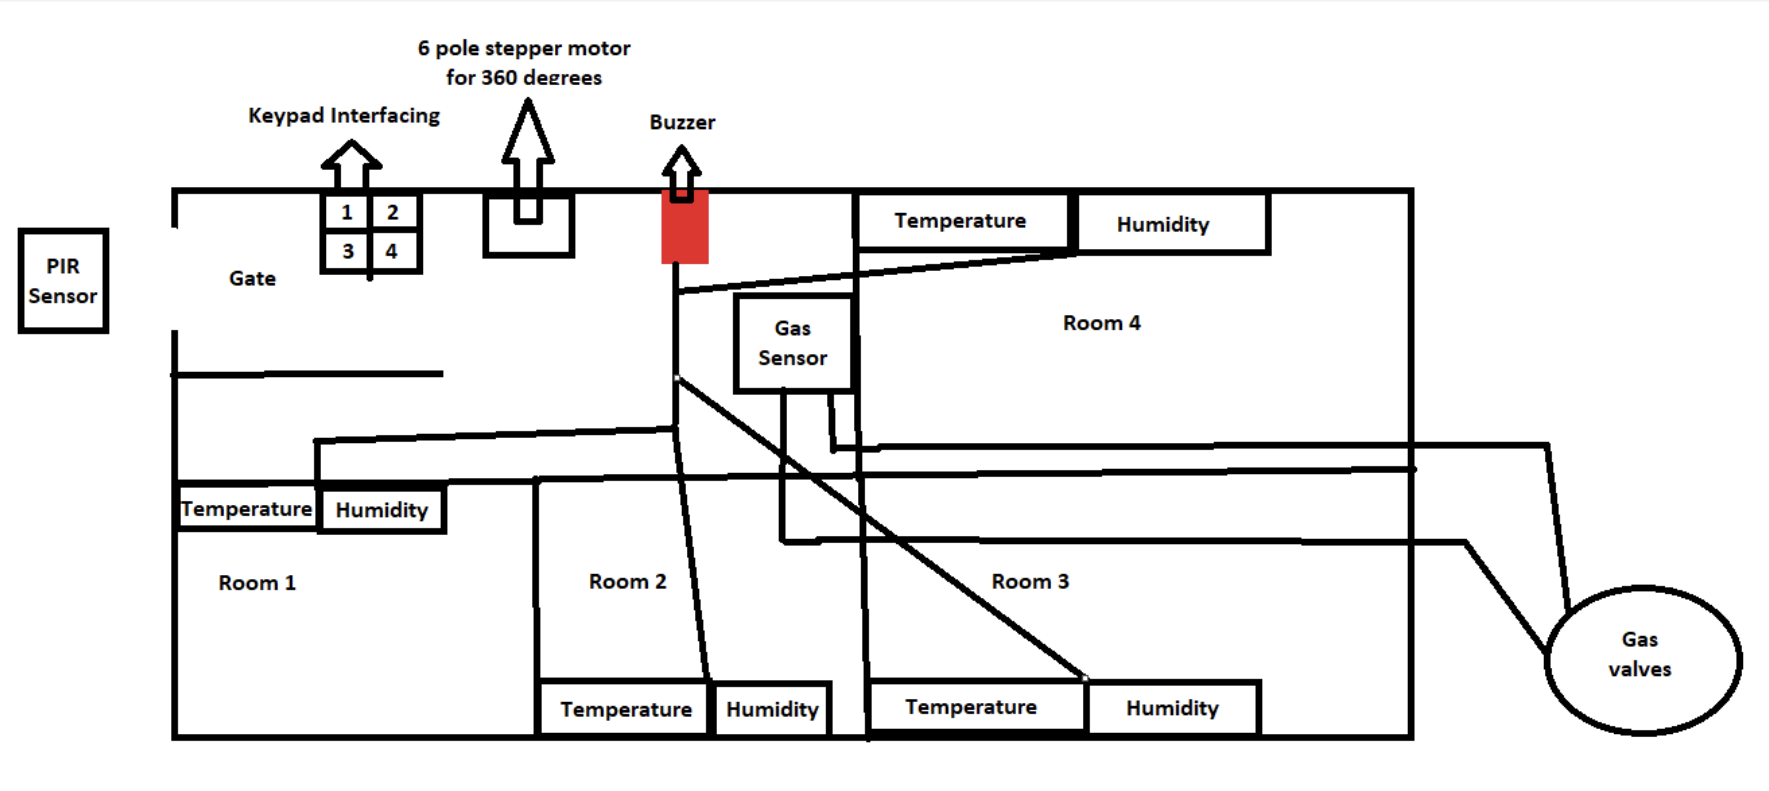 6 pole stepper motor
for 360 degrees
Keypad Interfacing
Buzzer
1 2
3 4
Temperature
Humidity
PIR
Sensor
Gate
Gas
Sensor
Room 4
Temperature
Humidity
Room 1
Room 2
Room 3
Gas
valves
Temperature
Humidity
Temperature
Humidity